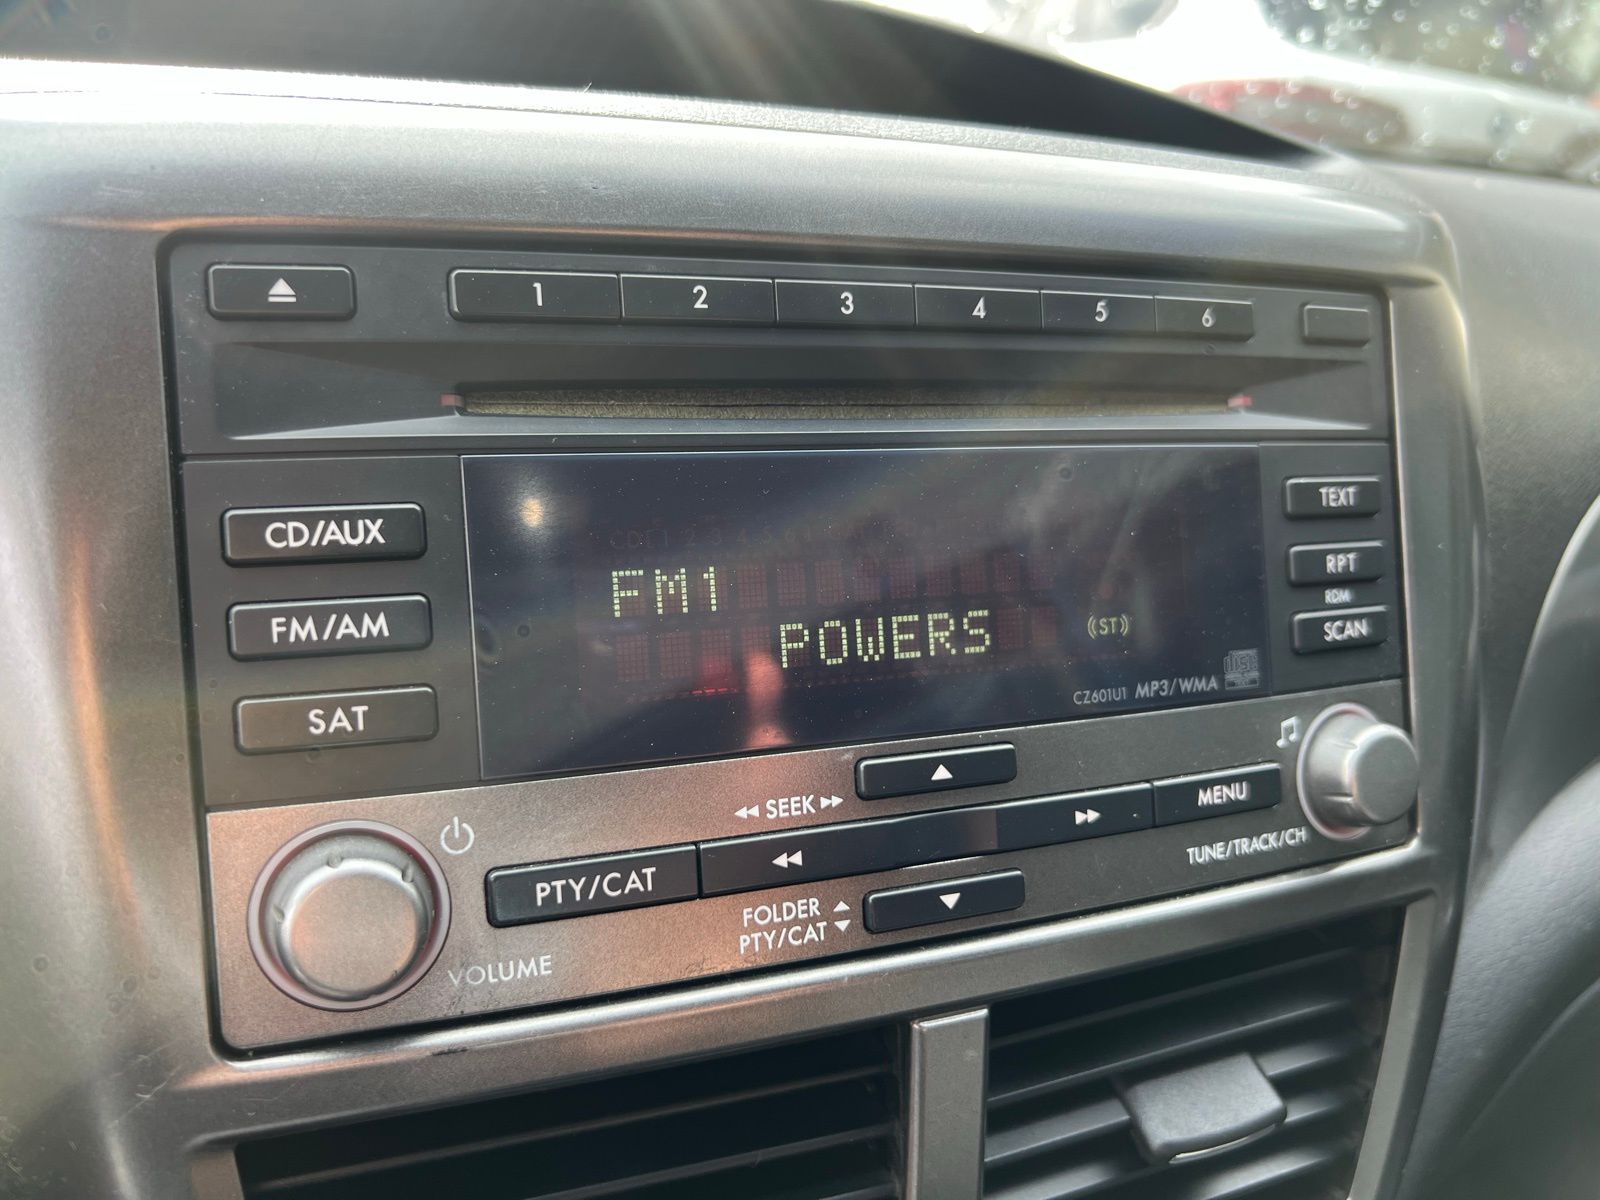 1 2 3 4 5 6
CD/AUX
FM/AM
SAT
FM1
POWERS
((ST))
CZ601U1 MP3/WMA
TEXT
RPT
RDM
SCAN
SEEK
MENU
TUNE/TRACK/CH
PTY/CAT
FOLDER
PTY/CAT
VOLUME